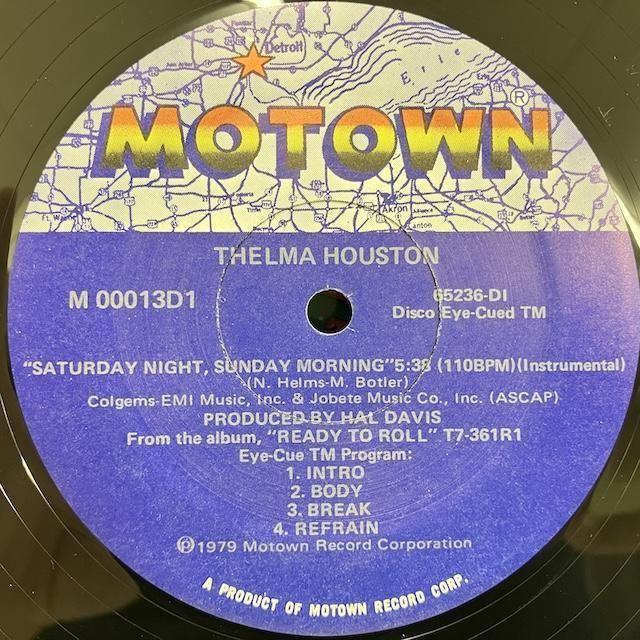 Detroit
Erie
MOTOWN®
Akron
Canton
THELMA HOUSTON
M 00013D1
65236-DI
Disco Eye-Cued TM
"SATURDAY NIGHT, SUNDAY MORNING" 5:38 (110BPM)(Instrumental)
(N. Helms-M. Botler)
Colgems-EMI Music, Inc. & Jobete Music Co., Inc. (ASCAP)
PRODUCED BY HAL DAVIS
From the album, "READY TO ROLL" T7-361R1
Eye-Cue TM Program:
1. INTRO
2. BODY
3. BREAK
4. REFRAIN
℗1979 Motown Record Corporation
A PRODUCT OF MOTOWN RECORD CORP.